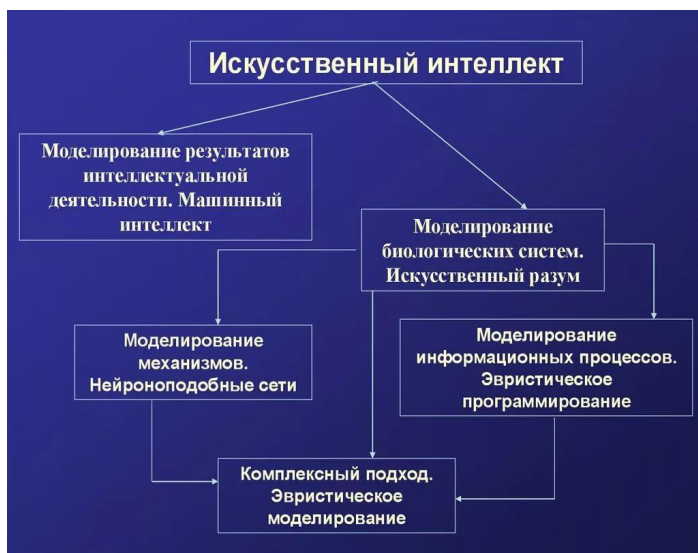 Искусственный интеллект
Моделирование результатов
интеллектуальной
деятельности. Машинный
интеллект
Моделирование
биологических систем.
Искусственный разум
Моделирование
механизмов.
Нейроноподобные сети
Моделирование
информационных процессов.
Эвристическое
программирование
Комплексный подход.
Эвристическое
моделирование